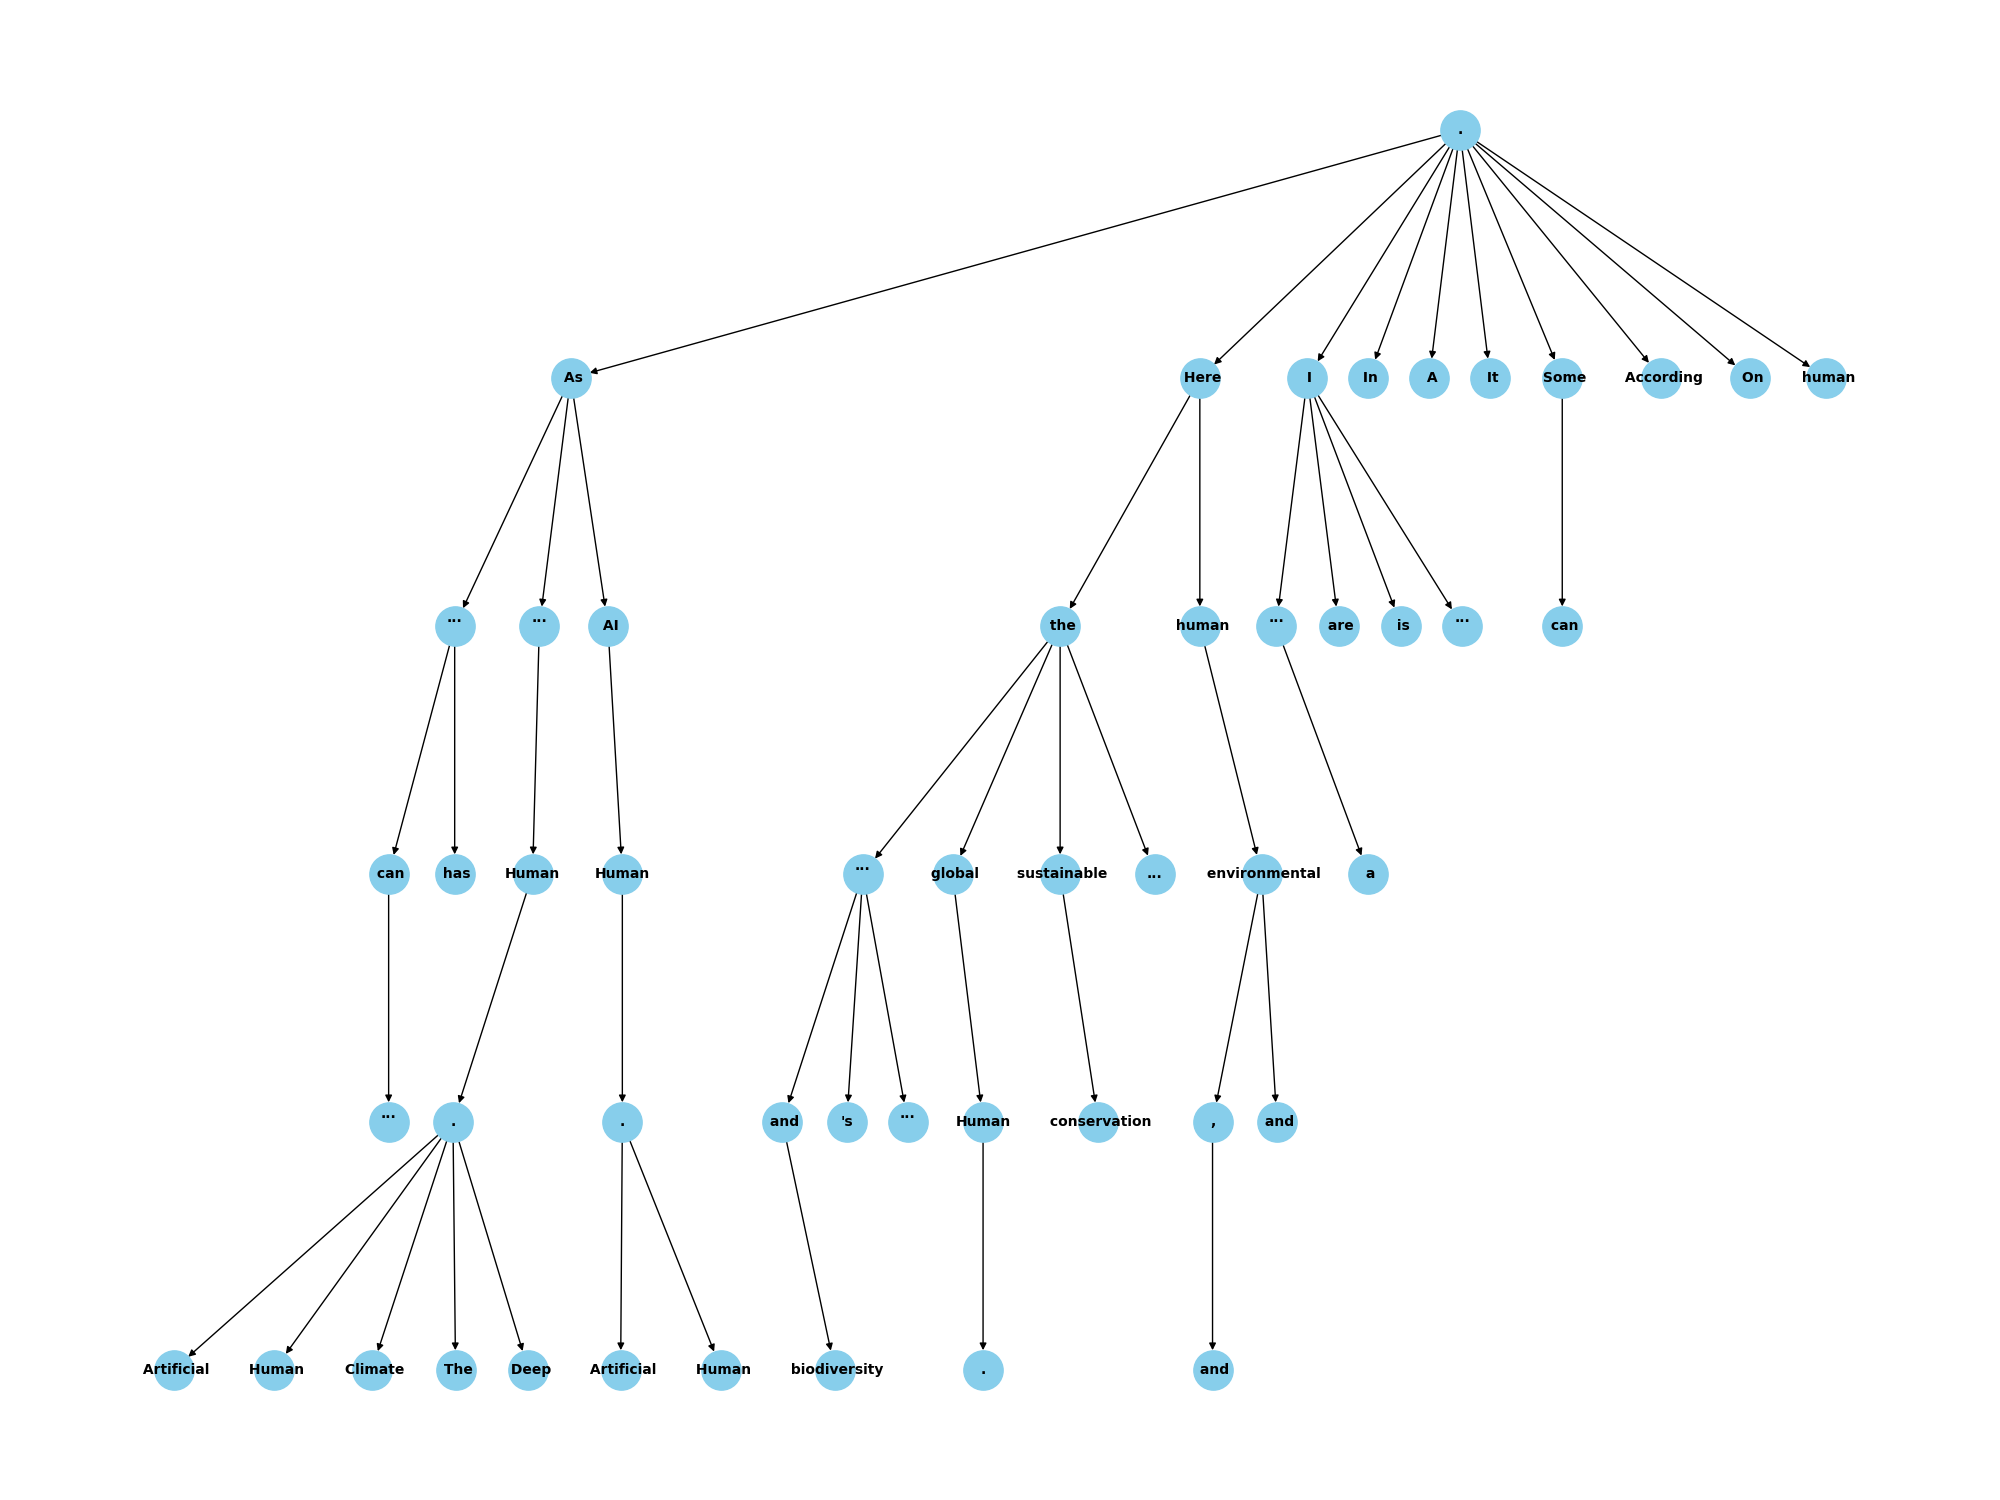 .
As Here I In A It Some According On human
... ... AI the human ... are is ... can
can has Human Human ... global sustainable ... environmental a
... . . and 's ... Human conservation , and
Artificial Human Climate The Deep Artificial Human biodiversity . and